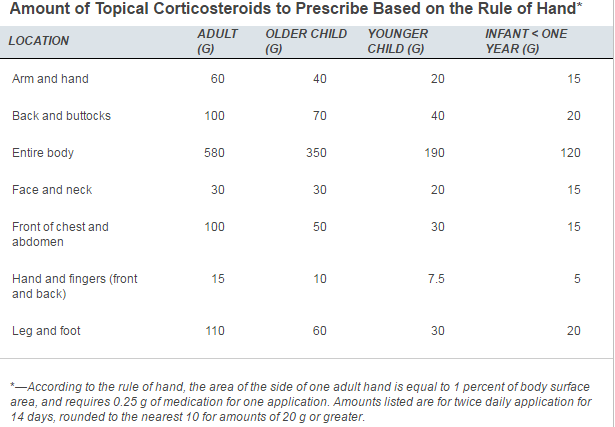 Amount of Topical Corticosteroids to Prescribe Based on the Rule of Hand*
LOCATION ADULT (G) OLDER CHILD (G) YOUNGER CHILD (G) INFANT < ONE YEAR (G)
Arm and hand 60 40 20 15
Back and buttocks 100 70 40 20
Entire body 580 350 190 120
Face and neck 30 30 20 15
Front of chest and abdomen 100 50 30 15
Hand and fingers (front and back) 15 10 7.5 5
Leg and foot 110 60 30 20
*—According to the rule of hand, the area of the side of one adult hand is equal to 1 percent of body surface
area, and requires 0.25 g of medication for one application. Amounts listed are for twice daily application for
14 days, rounded to the nearest 10 for amounts of 20 g or greater.